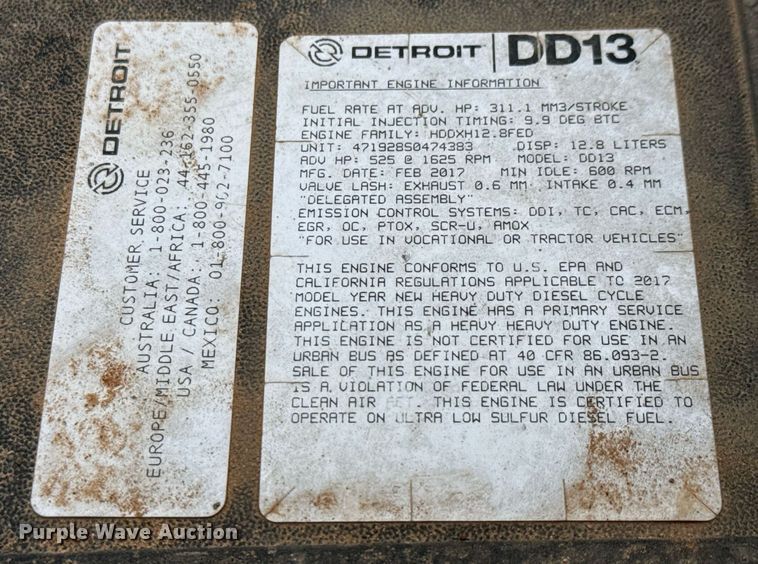 DETROIT
CUSTOMER SERVICE
AUSTRALIA: 1-800-023-236
EUROPE/MIDDLE EAST/AFRICA: 44-162-355-0550
USA / CANADA: 1-800-445-1980
MEXICO: 01-800-902-7100
DETROIT | DD13
IMPORTANT ENGINE INFORMATION
FUEL RATE AT ADV. HP: 311.1 MM3/STROKE
INITIAL INJECTION TIMING: 9.9 DEG BTC
ENGINE FAMILY: HDDXH12.8FED
UNIT: 471928S0474383 DISP: 12.8 LITERS
ADV HP: 525 @ 1625 RPM MODEL: DD13
MFG. DATE: FEB 2017 MIN IDLE: 600 RPM
VALVE LASH: EXHAUST 0.6 MM INTAKE 0.4 MM
"DELEGATED ASSEMBLY"
EMISSION CONTROL SYSTEMS: DDI, TC, CAC, ECM,
EGR, OC, PTOX, SCR-U, AMOX
"FOR USE IN VOCATIONAL OR TRACTOR VEHICLES"
THIS ENGINE CONFORMS TO U.S. EPA AND
CALIFORNIA REGULATIONS APPLICABLE TO 2017
MODEL YEAR NEW HEAVY DUTY DIESEL CYCLE
ENGINES. THIS ENGINE HAS A PRIMARY SERVICE
APPLICATION AS A HEAVY HEAVY DUTY ENGINE.
THIS ENGINE IS NOT CERTIFIED FOR USE IN AN
URBAN BUS AS DEFINED AT 40 CFR 86.093-2.
SALE OF THIS ENGINE FOR USE IN AN URBAN BUS
IS A VIOLATION OF FEDERAL LAW UNDER THE
CLEAN AIR ACT. THIS ENGINE IS CERTIFIED TO
OPERATE ON ULTRA LOW SULFUR DIESEL FUEL.
Purple Wave Auction